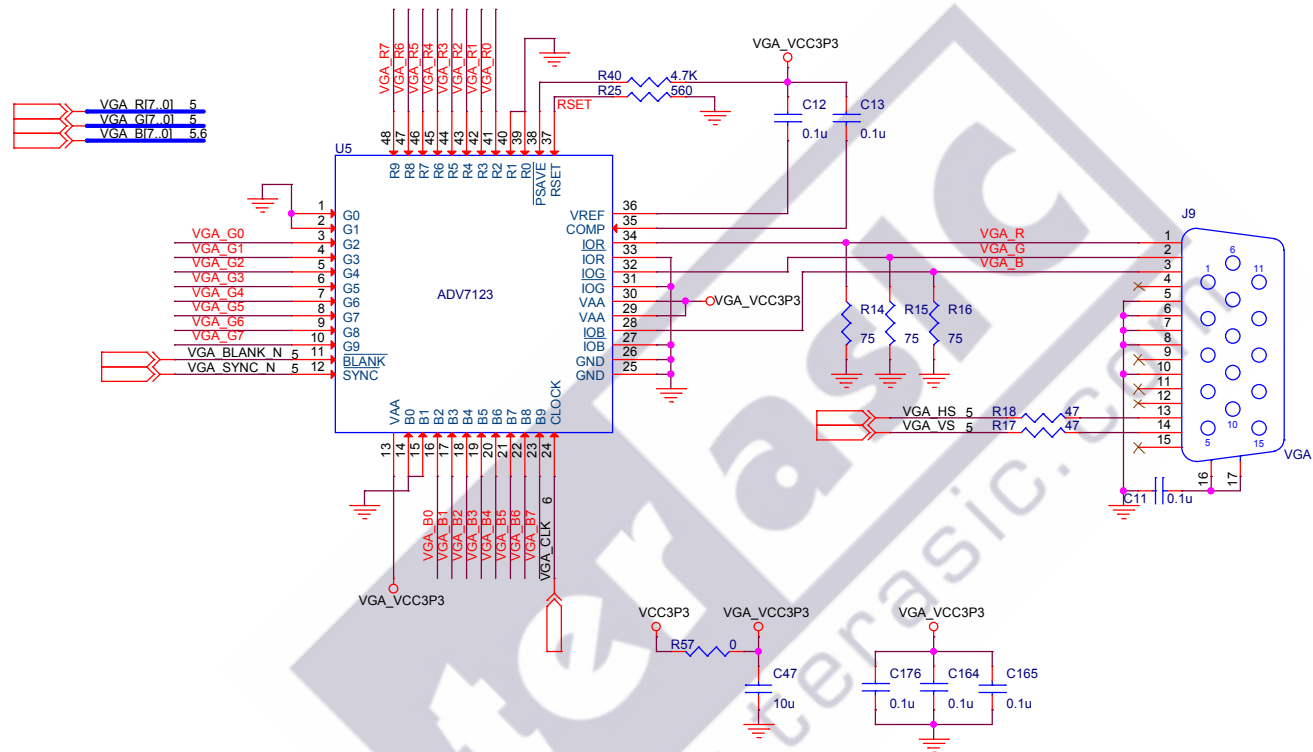 VGA_R7
VGA_R6
VGA_R5
VGA_R4
VGA_R3
VGA_R2
VGA_R1
VGA_R0
VGA_VCC3P3
R40 4.7K
R25 560
RSET
VGA_R[7..0] 5
VGA_G[7..0] 5
VGA_B[7..0] 5,6
C12
0.1u
C13
0.1u
48 47 46 45 44 43 42 41 40 39 38 37
U5
R9 R8 R7 R6 R5 R4 R3 R2 R1 R0 PSAVE RSET
1 G0
2 G1
VGA_G0 3 G2
VGA_G1 4 G3
VGA_G2 5 G4
VGA_G3 6 G5
VGA_G4 7 G6
VGA_G5 8 G7
VGA_G6 9 G8
VGA_G7 10 G9
VGA_BLANK_N 5 11 BLANK
VGA_SYNC_N 5 12 SYNC
ADV7123
VREF 36
COMP 35
IOR 34
IOR 33
IOG 32
IOG 31
VAA 30
VAA 29
IOB 28
IOB 27
GND 26
GND 25
VGA_VCC3P3
VAA B0 B1 B2 B3 B4 B5 B6 B7 B8 B9 CLOCK
13 14 15 16 17 18 19 20 21 22 23 24
VGA_B0
VGA_B1
VGA_B2
VGA_B3
VGA_B4
VGA_B5
VGA_B6
VGA_B7
VGA_CLK 6
VGA_VCC3P3
VGA_R
VGA_G
VGA_B
R14
75
R15
75
R16
75
VGA_HS 5 R18 47
VGA_VS 5 R17 47
J9
1
2
3
4
5
6
7
8
9
10
11
12
13
14
15
6
1 11
10
5 15
VGA
16 17
C11 0.1u
VCC3P3
R57 0
VGA_VCC3P3
C47
10u
VGA_VCC3P3
C176
0.1u
C164
0.1u
C165
0.1u
terasic
terasic.com